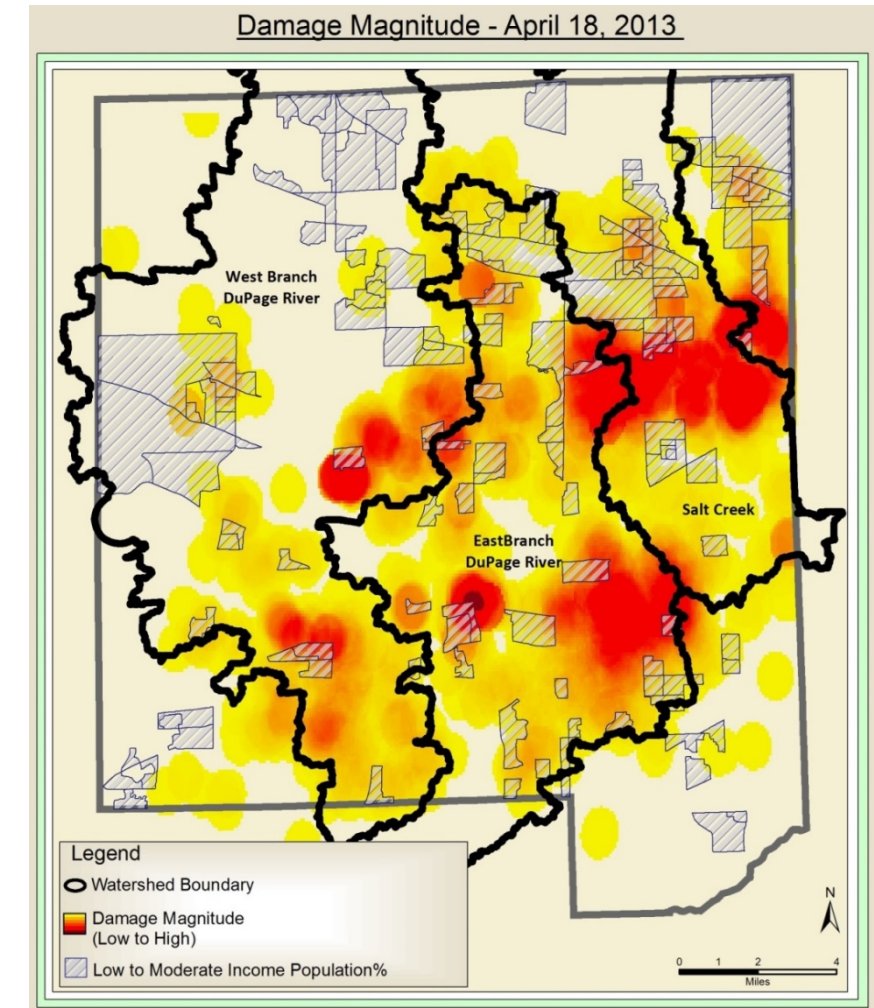 Damage Magnitude - April 18, 2013
West Branch
DuPage River
Salt Creek
EastBranch
DuPage River
Legend
Watershed Boundary
Damage Magnitude
(Low to High)
Low to Moderate Income Population%
N
0 1 2 4
Miles